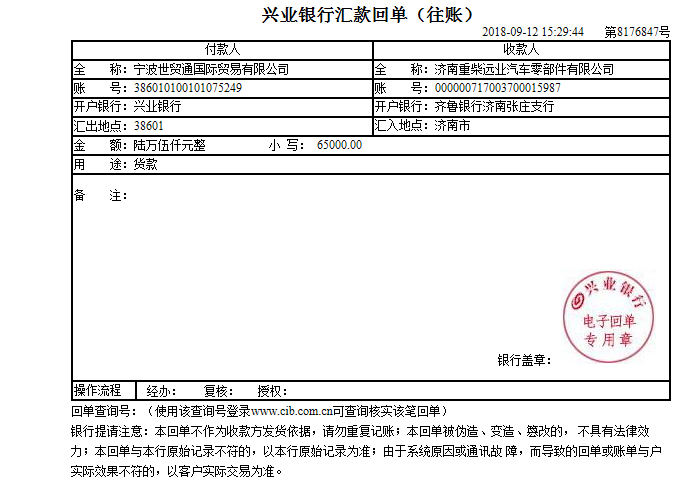 兴业银行汇款回单（往账）
2018-09-12 15:29:44 第8176847号
付款人 收款人
全 称：宁波世贸通国际贸易有限公司 全 称：济南重柴远业汽车零部件有限公司
账 号：386010100101075249 账 号：000000717003700015987
开户银行：兴业银行 开户银行：齐鲁银行济南张庄支行
汇出地点：38601 汇入地点：济南市
金 额：陆万伍仟元整 小 写： 65000.00
用 途：货款
备 注：
兴业银行
电子回单
专用章
银行盖章：
操作流程 经办： 复核： 授权：
回单查询号：（使用该查询号登录www.cib.com.cn可查询核实该笔回单）
银行提请注意：本回单不作为收款方发货依据，请勿重复记账；本回单被伪造、变造、篡改的，不具有法律效
力；本回单与本行原始记录不符的，以本行原始记录为准；由于系统原因或通讯故 障，而导致的回单或账单与户
实际效果不符的，以客户实际交易为准。